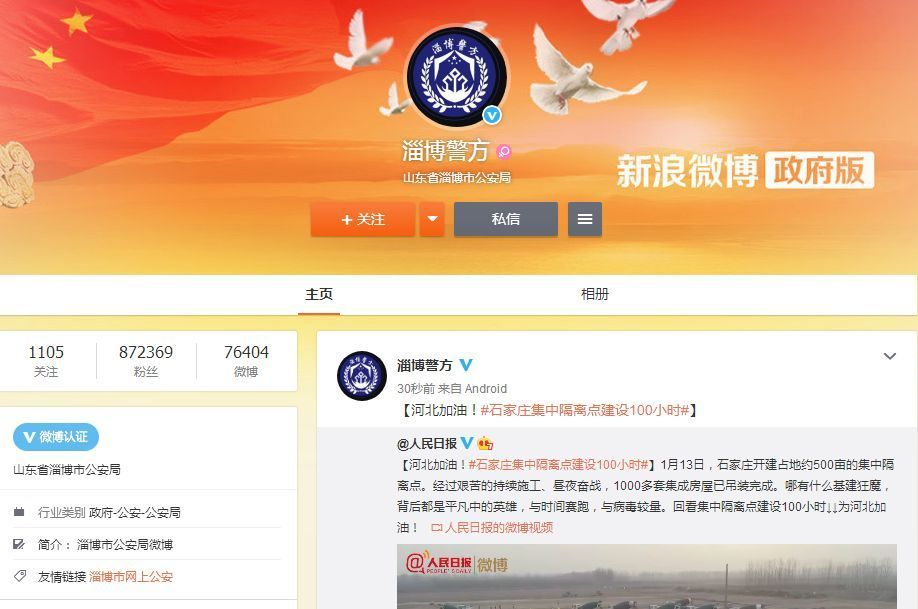 淄博警方
淄博警方
山东省淄博市公安局
新浪微博 政府版
+ 关注
私信
主页
相册
1105
872369
76404
关注
粉丝
微博
微博认证
山东省淄博市公安局
行业类别 政府-公安-公安局
简介： 淄博市公安局微博
友情链接 淄博市网上公安
淄博警方
30秒前 来自 Android
【河北加油！#石家庄集中隔离点建设100小时#】
@人民日报
【河北加油！#石家庄集中隔离点建设100小时#】1月13日，石家庄开建占地约500亩的集中隔
离点。经过艰苦的持续施工、昼夜奋战，1000多套集成房屋已吊装完成。哪有什么基建狂魔，
背后都是平凡中的英雄，与时间赛跑，与病毒较量。回看集中隔离点建设100小时↓↓为河北加
油！ 人民日报的微博视频
@人民日报 微博
PEOPLE'S DAILY